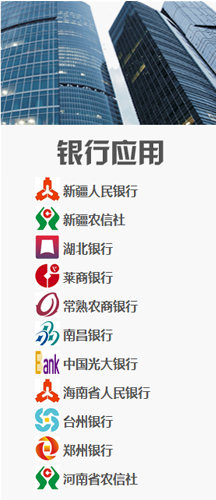 银行应用
新疆人民银行
新疆农信社
湖北银行
莱商银行
常熟农商银行
南昌银行
Bank 中国光大银行
海南省人民银行
台州银行
郑州银行
河南省农信社